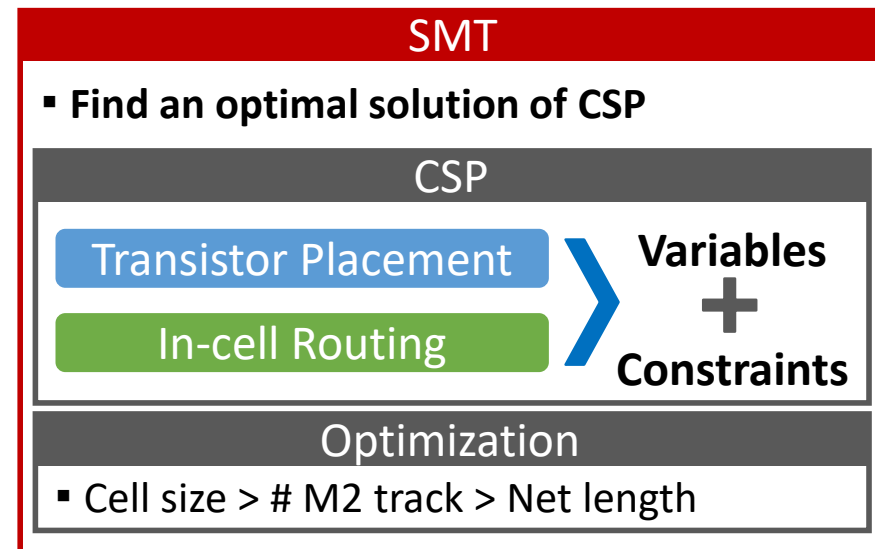 SMT
▪ Find an optimal solution of CSP
CSP
Transistor Placement
In-cell Routing
Variables
+
Constraints
Optimization
▪ Cell size > # M2 track > Net length